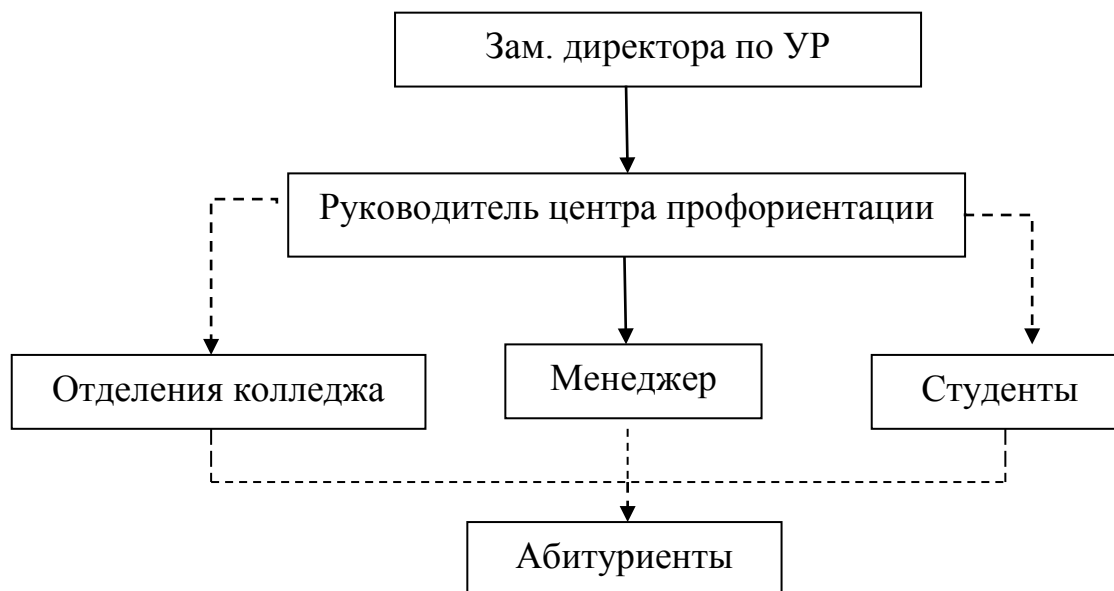 Зам. директора по УР
Руководитель центра профориентации
Отделения колледжа
Менеджер
Студенты
Абитуриенты